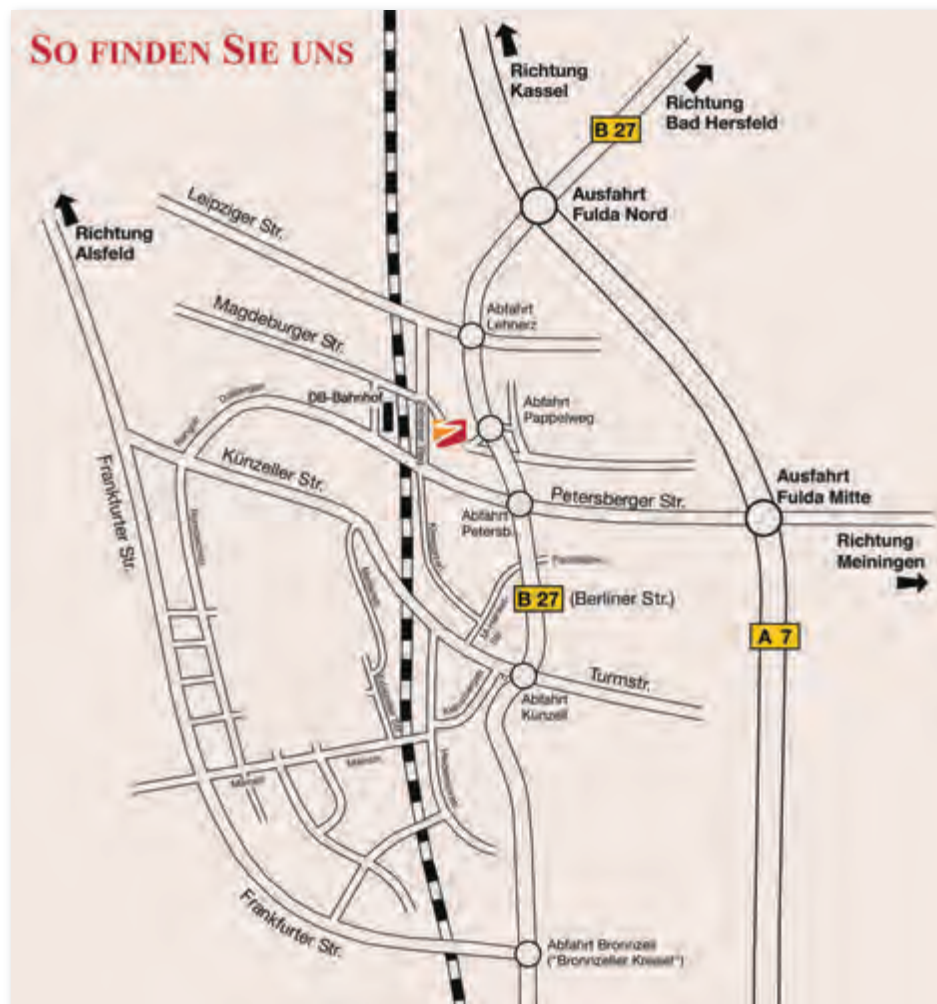 So finden Sie uns
Richtung
Kassel
Richtung
Bad Hersfeld
B 27
Ausfahrt
Fulda Nord
Leipziger Str.
Richtung
Alsfeld
Abfahrt
Lehnerz
Magdeburger Str.
DB-Bahnhof
Abfahrt
Pappelweg
Künzeller Str.
Frankfurter Str.
Petersberger Str.
Ausfahrt
Fulda Mitte
Abfahrt
Petersb.
Richtung
Meiningen
B 27 (Berliner Str.)
A 7
Turmstr.
Abfahrt
Künzell
Frankfurter Str.
Abfahrt Bronnzell
("Bronnzeller Kreisel")